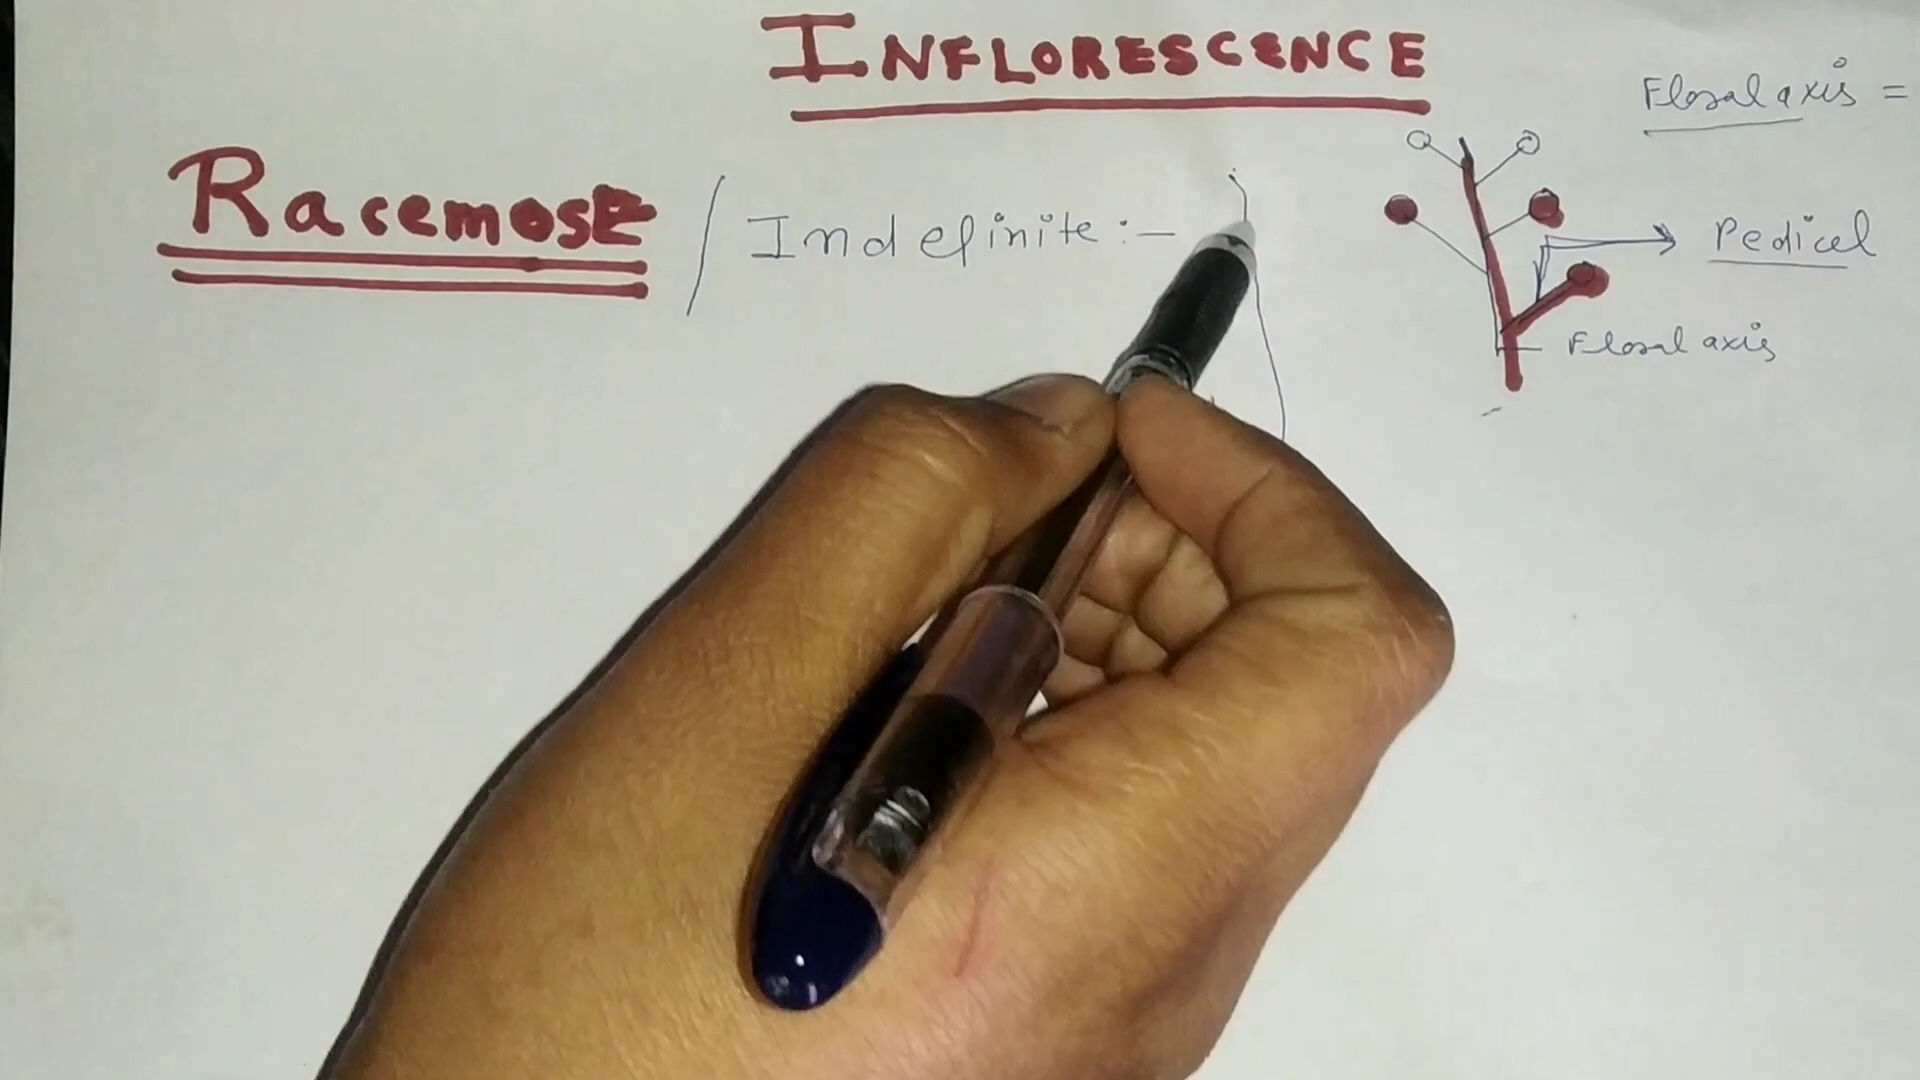 INFLORESCENCE
Floral axis =
Racemose / Indefinite :-
Pedicel
Floral axis